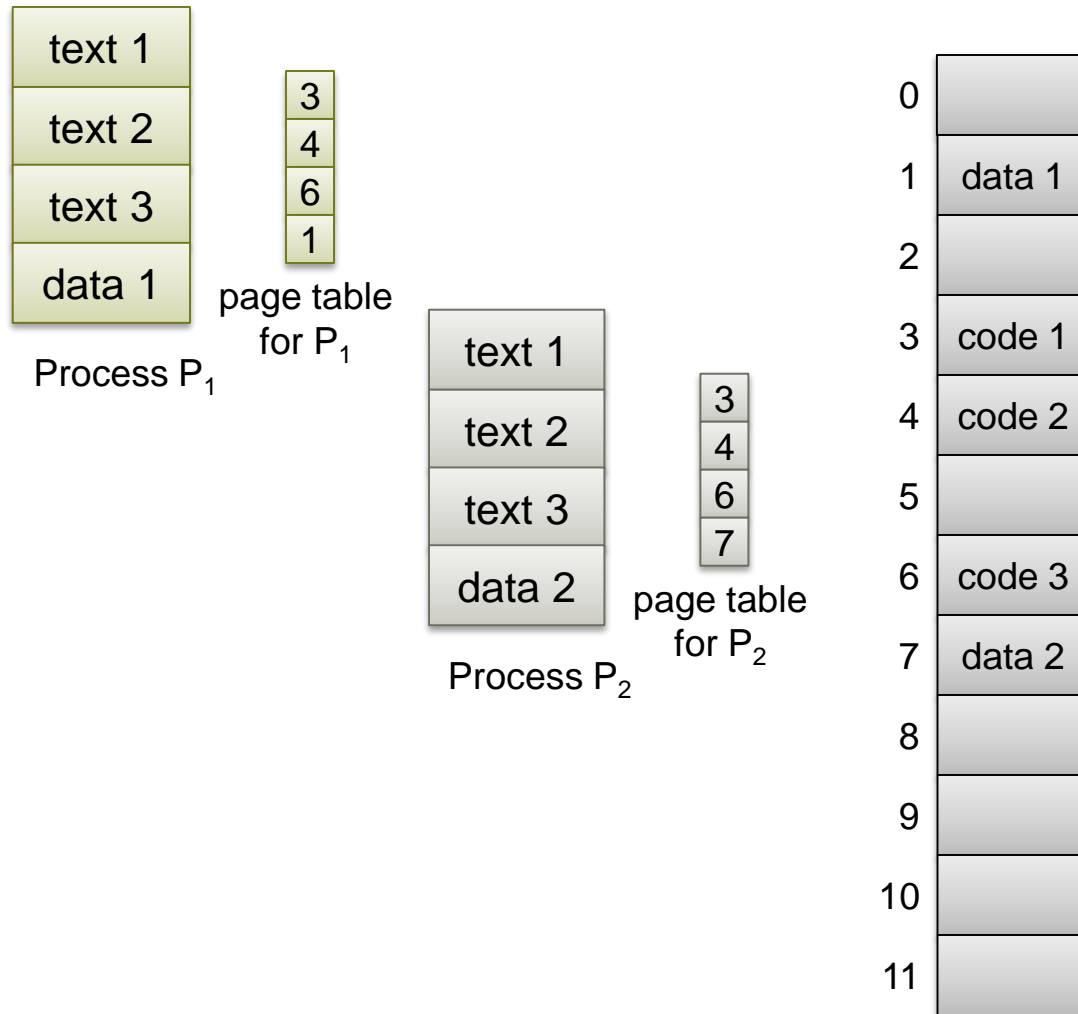 text 1
text 2
text 3
data 1
Process P₁
3
4
6
1
page table
for P₁
text 1
text 2
text 3
data 2
Process P₂
3
4
6
7
page table
for P₂
0
1 data 1
2
3 code 1
4 code 2
5
6 code 3
7 data 2
8
9
10
11